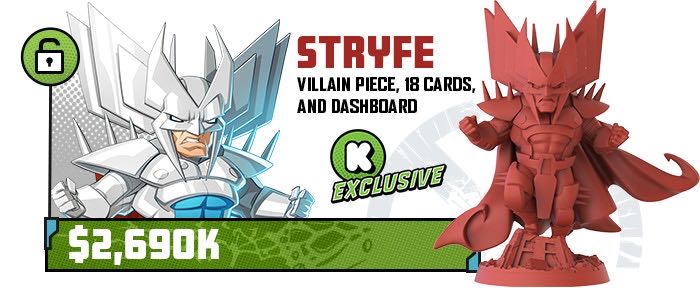 STRYFE
VILLAIN PIECE, 18 CARDS,
AND DASHBOARD
K
EXCLUSIVE
$2,690K